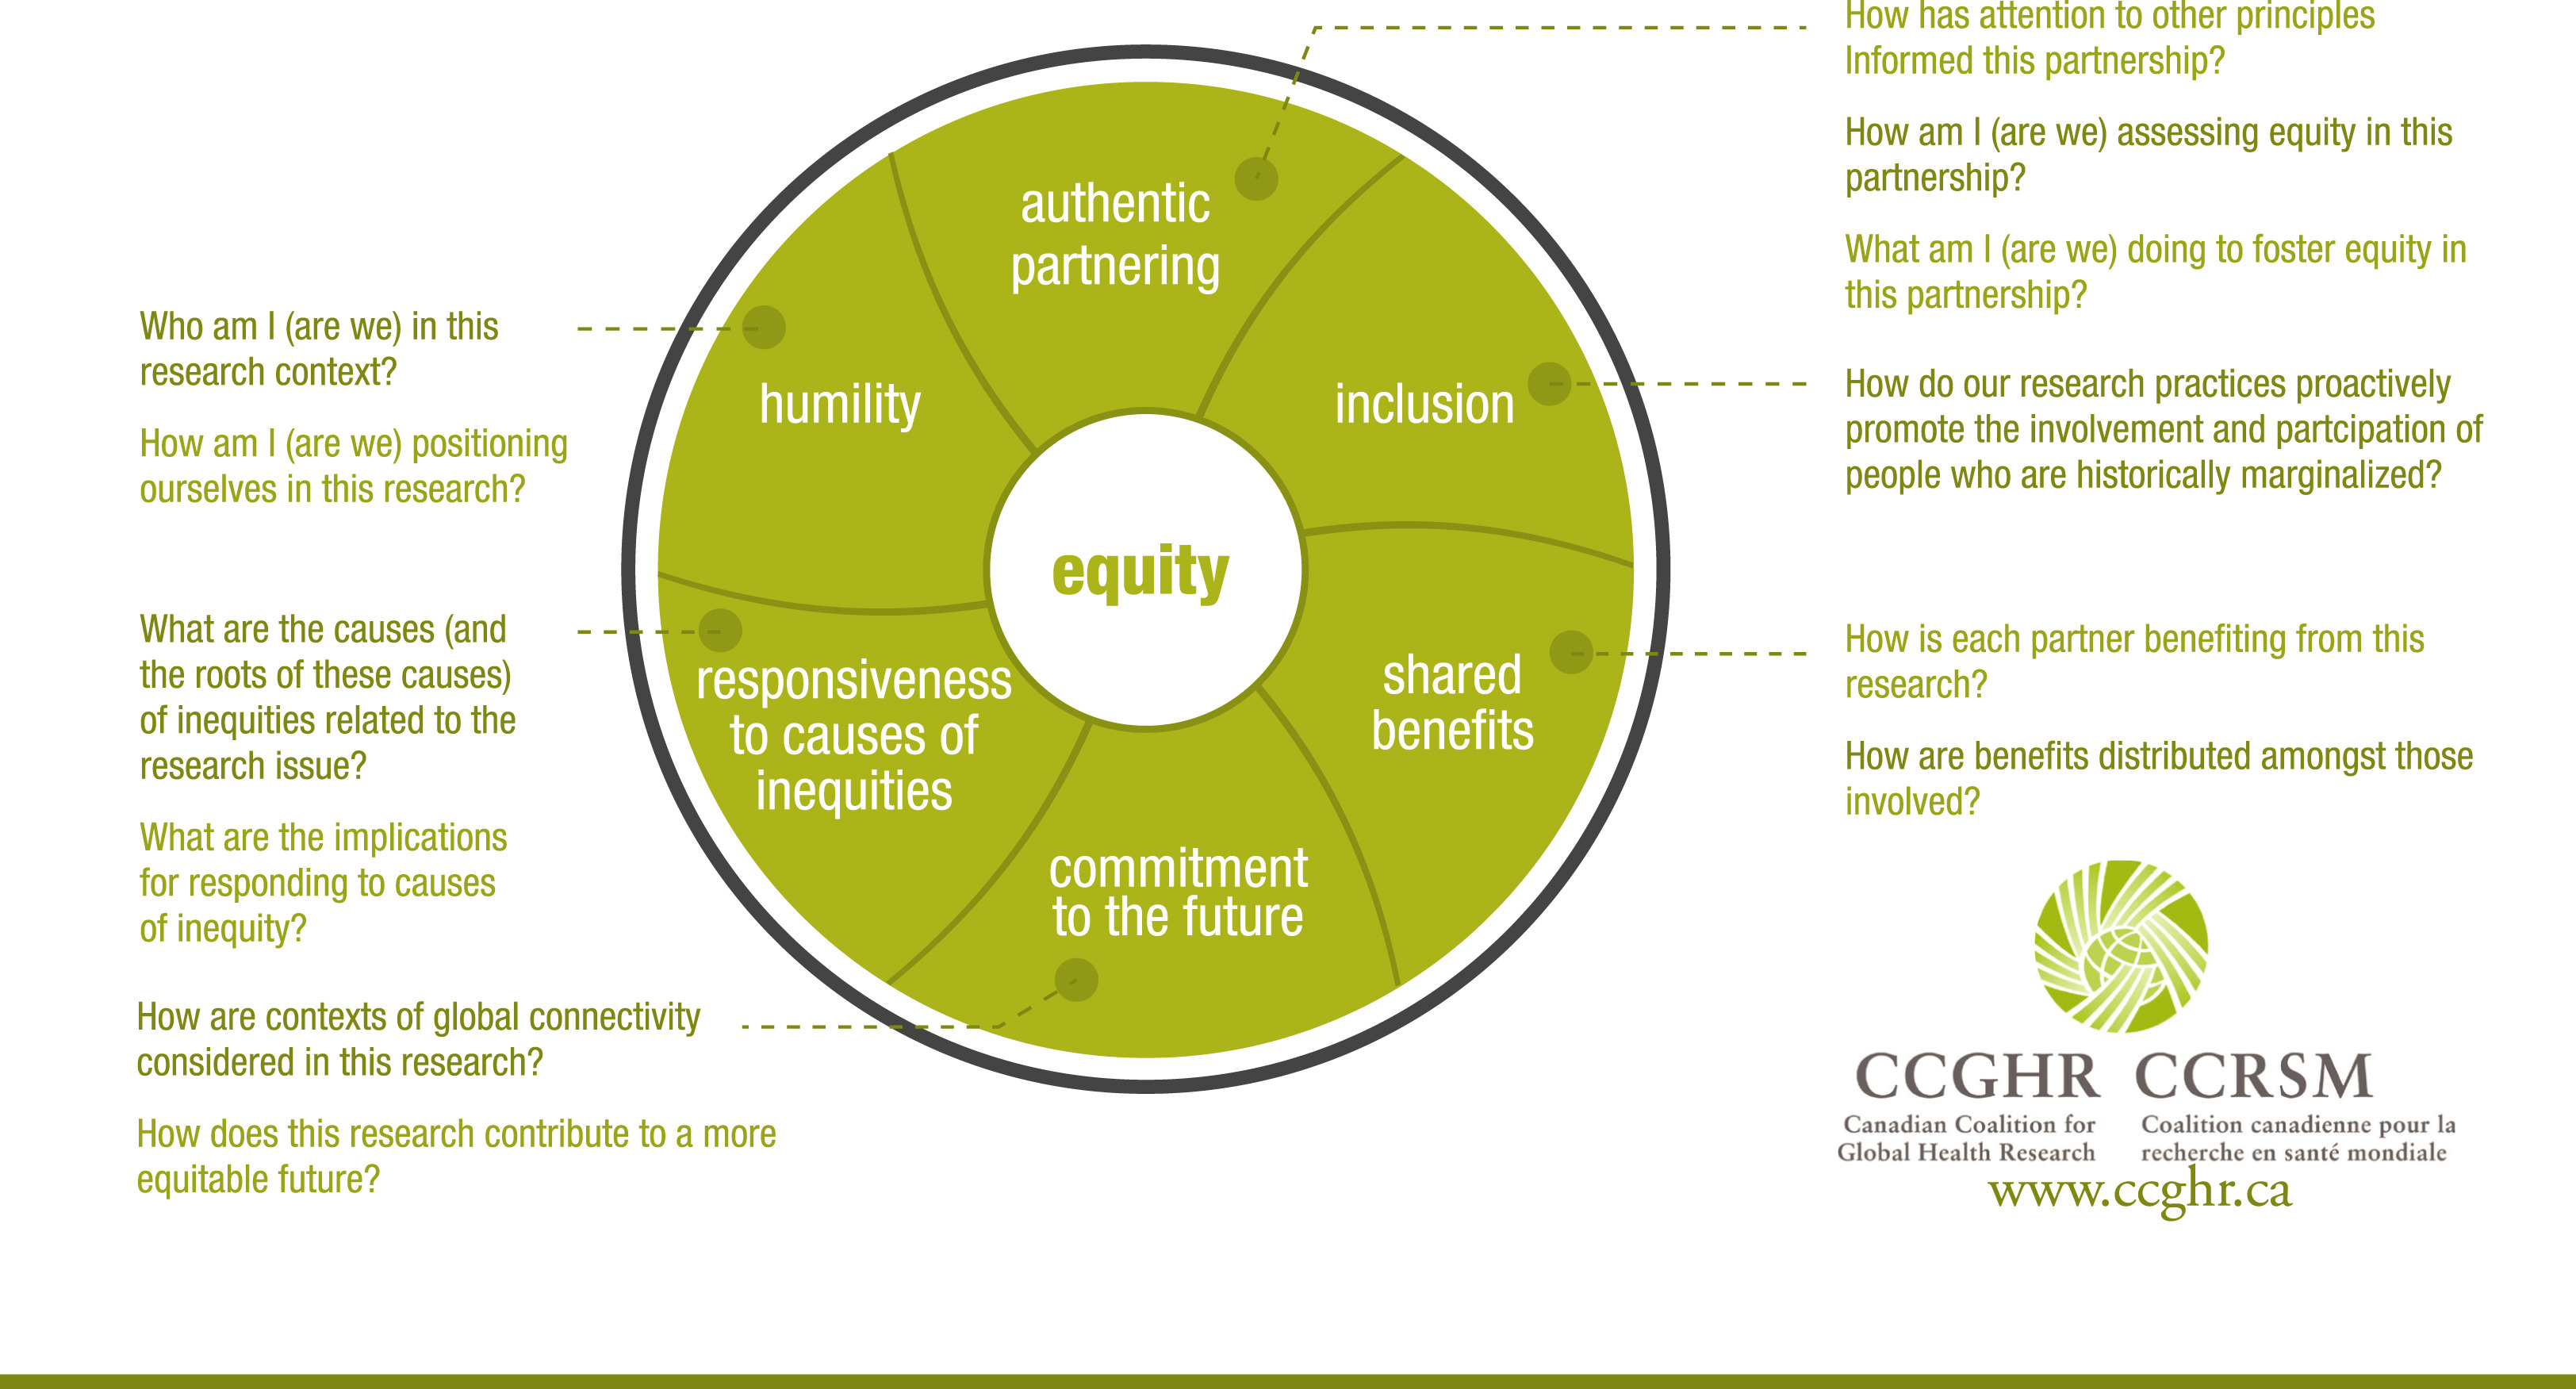 How has attention to other principles
Informed this partnership?
How am I (are we) assessing equity in this
partnership?
What am I (are we) doing to foster equity in
this partnership?
authentic
partnering
Who am I (are we) in this
research context?
How am I (are we) positioning
ourselves in this research?
humility
inclusion
How do our research practices proactively
promote the involvement and partcipation of
people who are historically marginalized?
equity
What are the causes (and
the roots of these causes)
of inequities related to the
research issue?
What are the implications
for responding to causes
of inequity?
responsiveness
to causes of
inequities
shared
benefits
How is each partner benefiting from this
research?
How are benefits distributed amongst those
involved?
commitment
to the future
How are contexts of global connectivity
considered in this research?
How does this research contribute to a more
equitable future?
CCGHR CCRSM
Canadian Coalition for Coalition canadienne pour la
Global Health Research recherche en santé mondiale
www.ccghr.ca